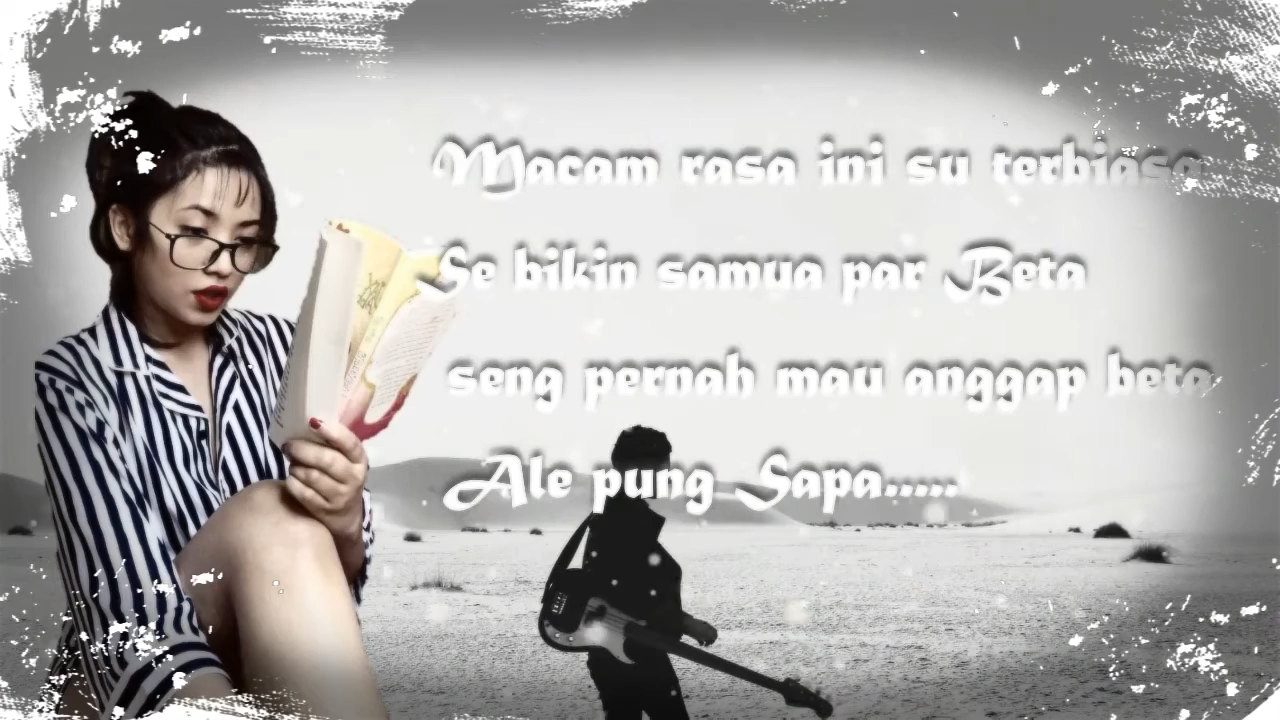 Macam rasa ini su terbiasa
Se bikin samua par Beta
seng pernah mau anggap beta
Ale pung Sapa.....